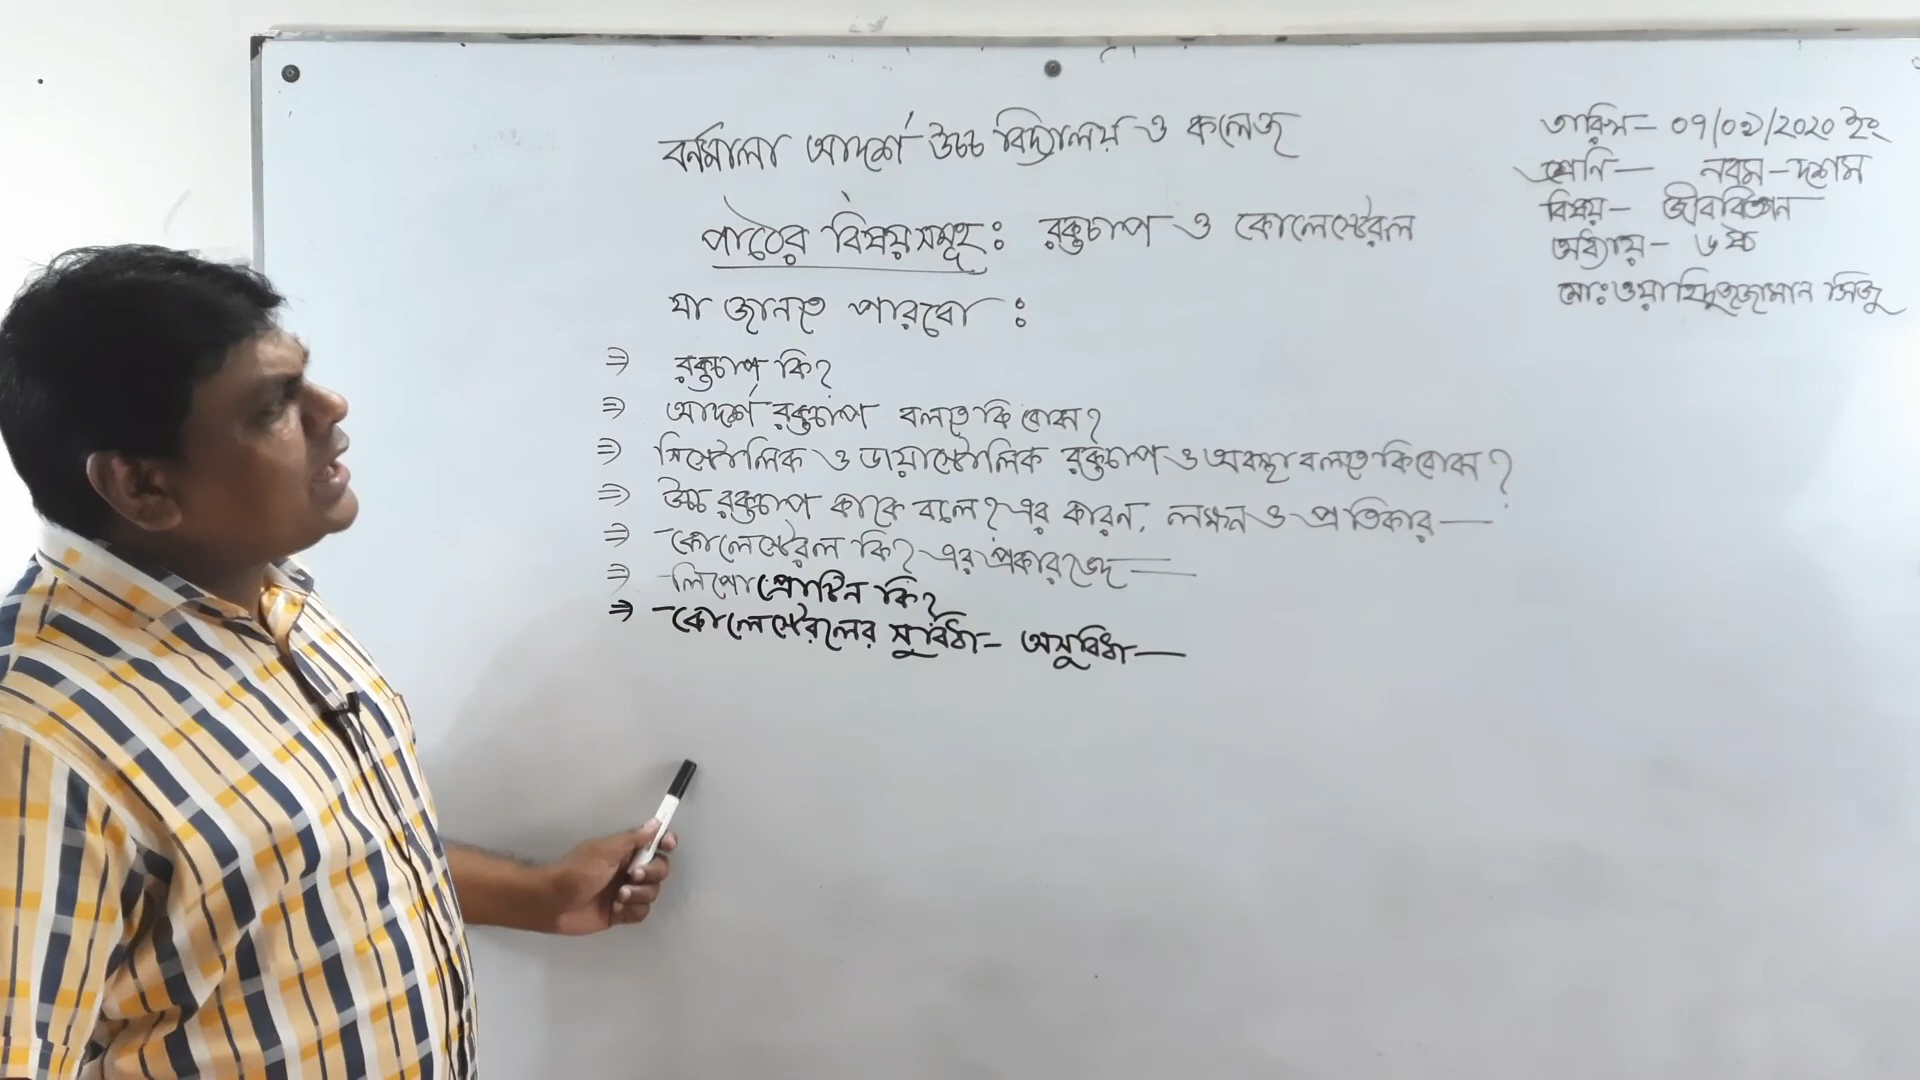 বর্নমালা আদর্শ উচ্চ বিদ্যালয় ও কলেজ
পাঠের বিষয়সমূহ: রক্তচাপ ও কোলেস্টেরল
যা জানতে পারবো :
⇒ রক্তচাপ কি?
⇒ আদর্শ রক্তচাপ বলতে কি বোঝ?
⇒ সিস্টোলিক ও ডায়াস্টোলিক রক্তচাপ ও অবস্থা বলতে কি বোঝ?
⇒ উচ্চ রক্তচাপ কাকে বলে? এর কারন, লক্ষন ও প্রতিকার—
⇒ কোলেস্টেরল কি? এর প্রকারভেদ—
⇒ লিপোপ্রোটিন কি?
⇒ কোলেস্টেরলের সুবিধা- অসুবিধা—
তারিখ- ০৭/০৯/২০২০ ইং
শ্রেনি— নবম-দশম
বিষয়- জীববিজ্ঞান
অধ্যায়- ৬ষ্ঠ
মোঃ ওয়াহিদুজ্জামান